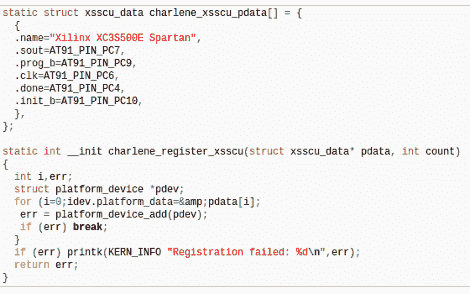 static struct xsscu_data charlene_xsscu_pdata[] = {
{
.name="Xilinx XC3S500E Spartan",
.sout=AT91_PIN_PC7,
.prog_b=AT91_PIN_PC9,
.clk=AT91_PIN_PC6,
.done=AT91_PIN_PC4,
.init_b=AT91_PIN_PC10,
},
};
static int __init charlene_register_xsscu(struct xsscu_data* pdata, int count)
{
int i,err;
struct platform_device *pdev;
for (i=0;idev.platform_data=&amp;pdata[i];
err = platform_device_add(pdev);
if (err) break;
}
if (err) printk(KERN_INFO "Registration failed: %d\n",err);
return err;
}